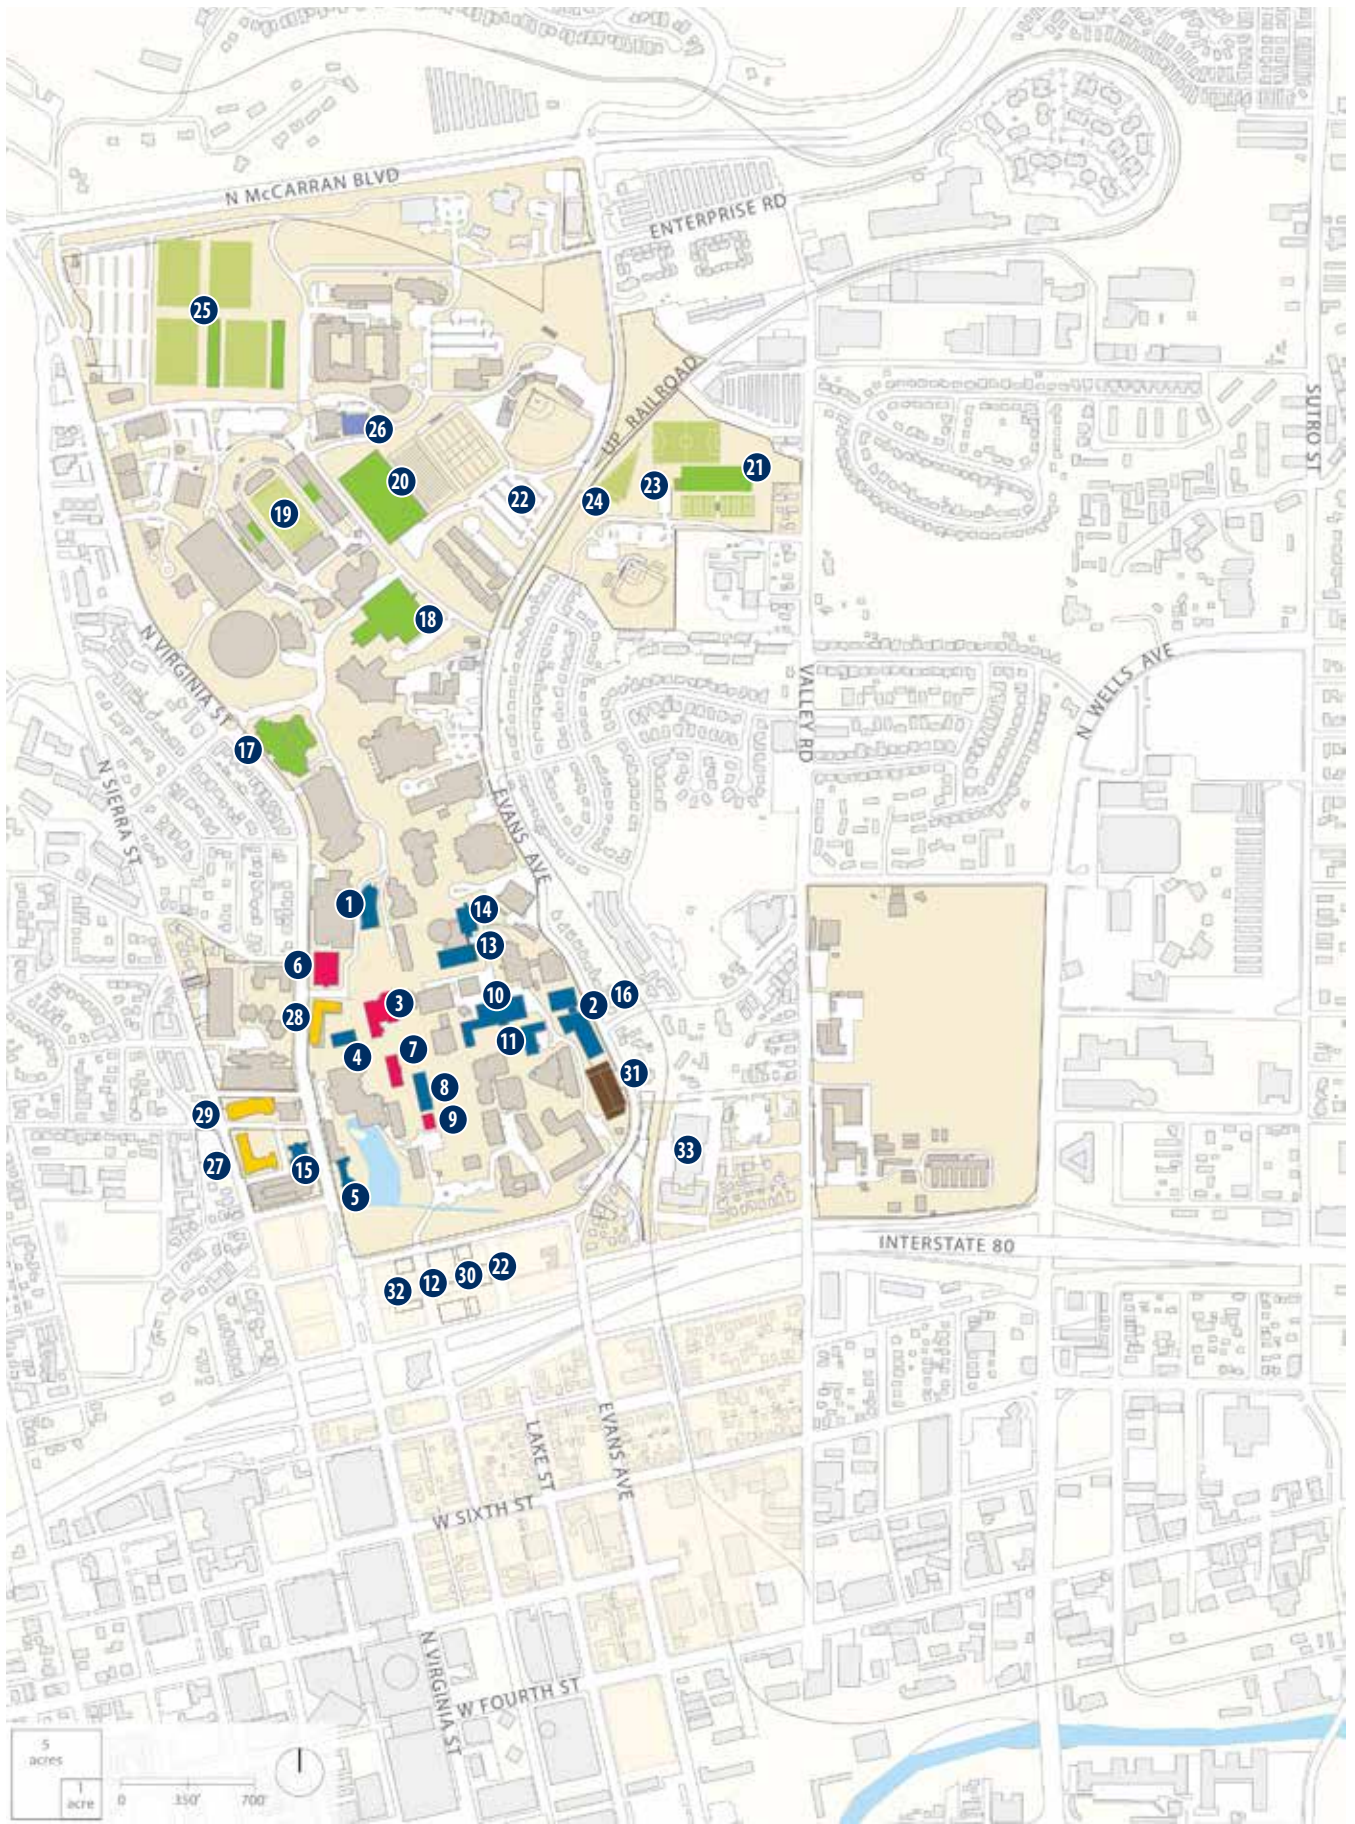 N McCARRAN BLVD
ENTERPRISE RD
25
UP RAILROAD
SUTRO ST
26
20
21
22
23
24
19
18
N VIRGINIA ST
VALLEY RD
N WELLS AVE
17
N SIERRA ST
EVANS AVE
1
14
13
6
10
16
3
2
28
11
4
7
31
8
29
9
33
27
15
5
INTERSTATE 80
22
30
12
32
LAKE ST
EVANS AVE
W SIXTH ST
N VIRGINIA ST
W FOURTH ST
5
acres
1
acre
0 350' 700'